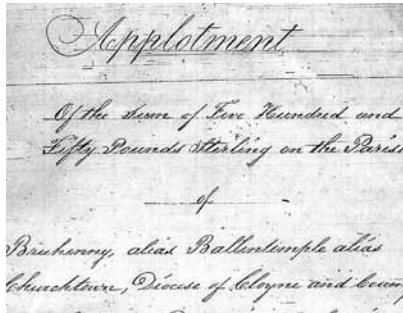 Applotment
Of the Sum of Five Hundred and
Fifty Pounds Sterling on the Paris
of
Bruhenny, alias Ballintemple alias
Churchtown, Diocese of Cloyne and Coun